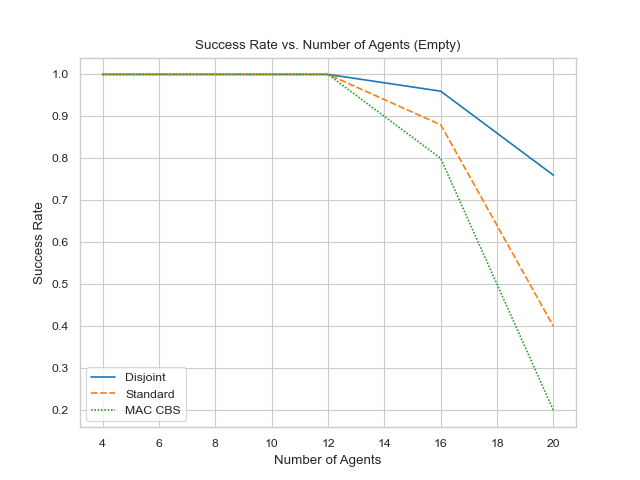 Success Rate vs. Number of Agents (Empty)
Success Rate
1.0
0.9
0.8
0.7
0.6
0.5
0.4
0.3
0.2
Disjoint
Standard
MAC CBS
4 6 8 10 12 14 16 18 20
Number of Agents